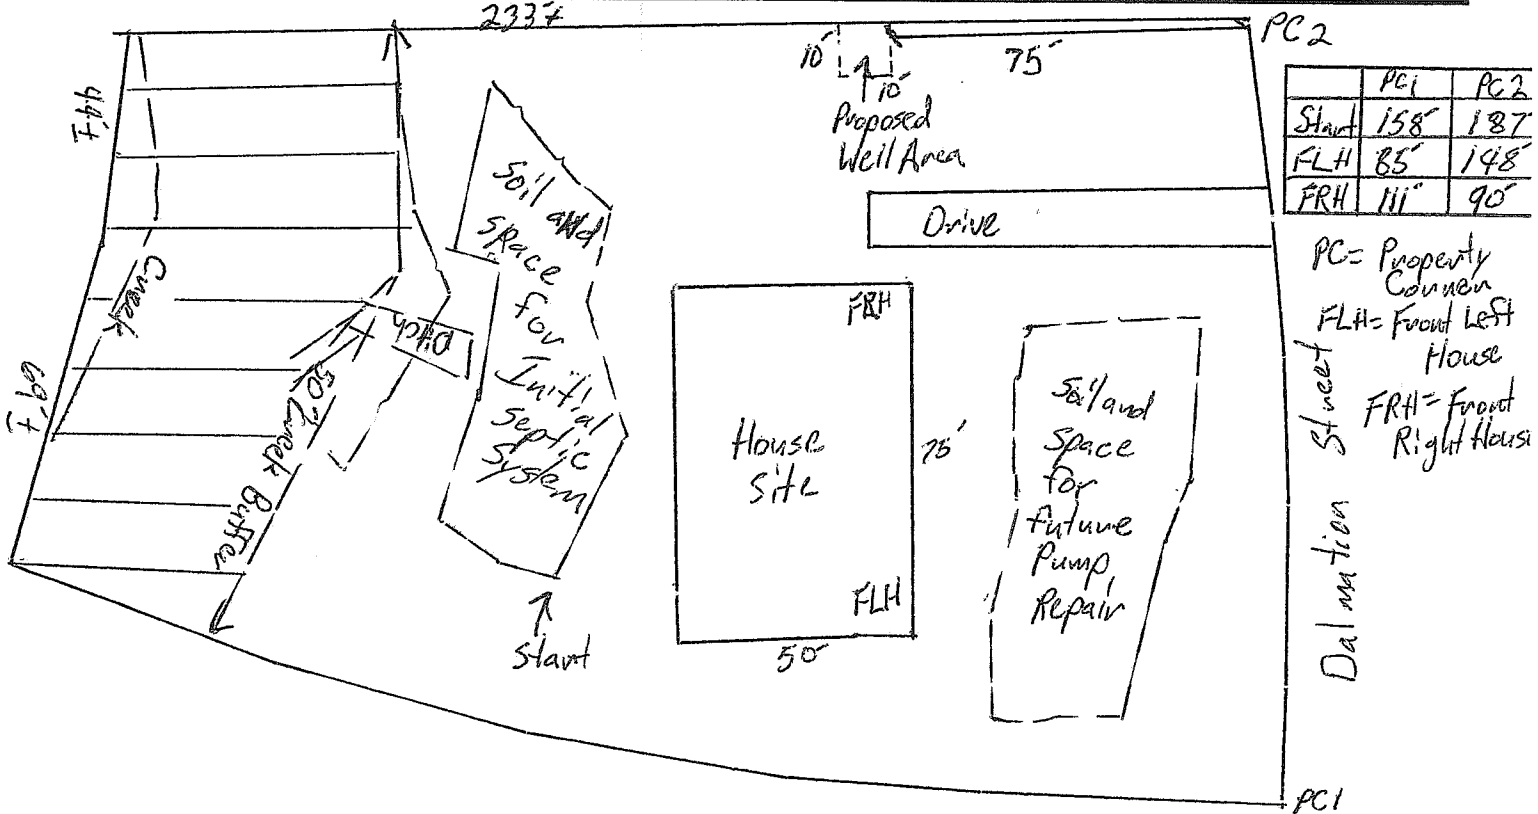 233±
PC2
10'
10'
75'
Proposed
Well Area
44±
PC1 PC2
Start 158' 187'
FLH 85' 148'
FRH 111' 90'
Soil and
Space
for
Initial
Septic
System
Drive
PC= Property
Corner
FLH= Front Left
House
FRH= Front
Right Hous
Creek
Ditch
50' Creek Buffer
69'±
FRH
House
Site
75'
FLH
50'
Start
Soil and
Space
for
future
Pump
Repair
Dalmation Street
PC1